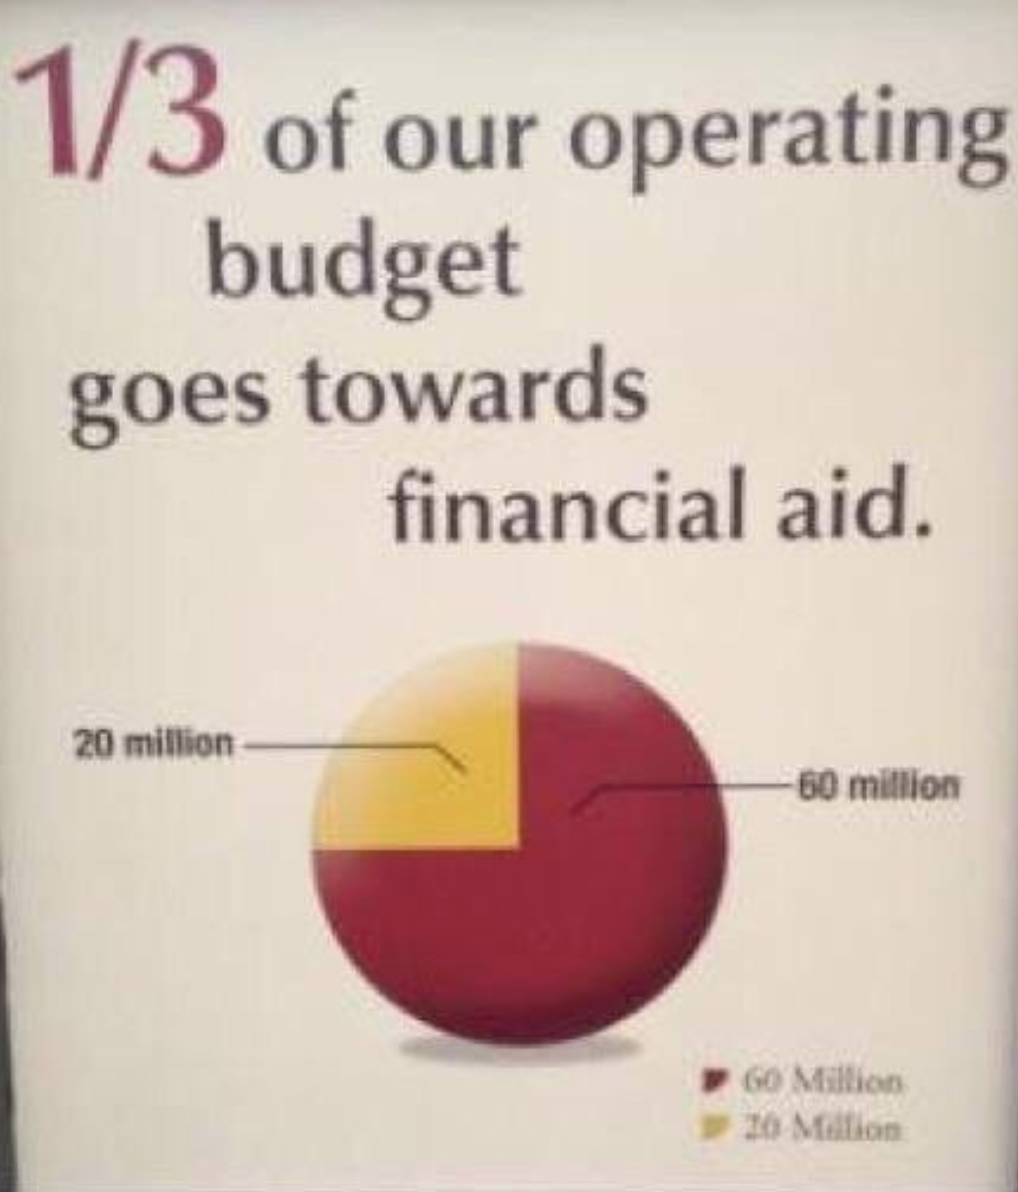 1/3 of our operating
budget
goes towards
financial aid.
20 million
60 million
60 Million
20 Million